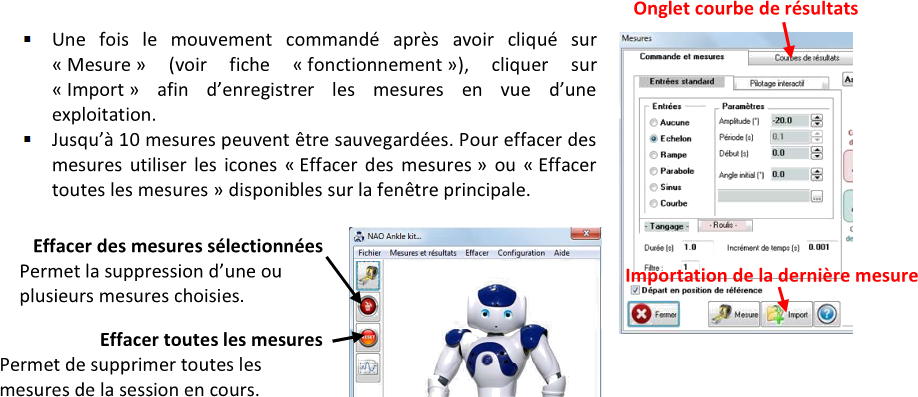 Onglet courbe de résultats
▪ Une fois le mouvement commandé après avoir cliqué sur
« Mesure » (voir fiche « fonctionnement »), cliquer sur
« Import » afin d'enregistrer les mesures en vue d'une
exploitation.
▪ Jusqu'à 10 mesures peuvent être sauvegardées. Pour effacer des
mesures utiliser les icones « Effacer des mesures » ou « Effacer
toutes les mesures » disponibles sur la fenêtre principale.
Mesures
Commande et mesures Courbes de résultats
Entrées standard Pilotage interactif
Entrées Paramètres
Aucune
Echelon
Rampe
Parabole
Sinus
Courbe
Amplitude (°) -20.0
Période (s) 0.1
Début (s) 0.0
Angle initial (°) 0.0
...
- Tangage - - Roulis -
Durée (s) 1.0 Incrément de temps (s) 0.001
Filtre : 1
Importation de la dernière mesure
Départ en position de référence
Fermer Mesure Import
Effacer des mesures sélectionnées
Permet la suppression d'une ou
plusieurs mesures choisies.
Effacer toutes les mesures
Permet de supprimer toutes les
mesures de la session en cours.
NAO Ankle kit...
Fichier Mesures et résultats Effacer Configuration Aide
RESET